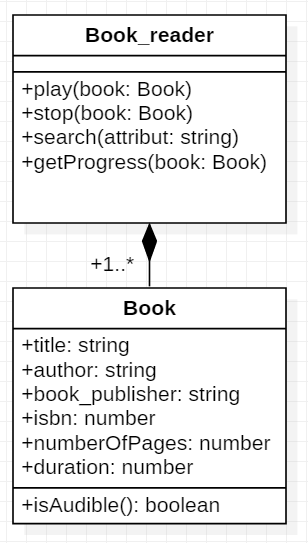 Book_reader
+play(book: Book)
+stop(book: Book)
+search(attribut: string)
+getProgress(book: Book)
+1..*
Book
+title: string
+author: string
+book_publisher: string
+isbn: number
+numberOfPages: number
+duration: number
+isAudible(): boolean